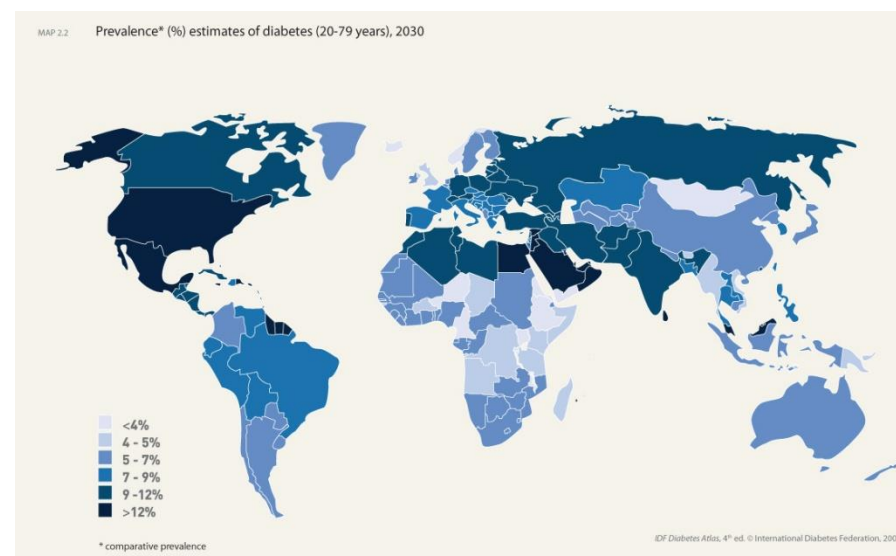 MAP 2.2 Prevalence* (%) estimates of diabetes (20-79 years), 2030
<4%
4 - 5%
5 - 7%
7 - 9%
9 -12%
>12%
* comparative prevalence
IDF Diabetes Atlas, 4th ed. © International Diabetes Federation,